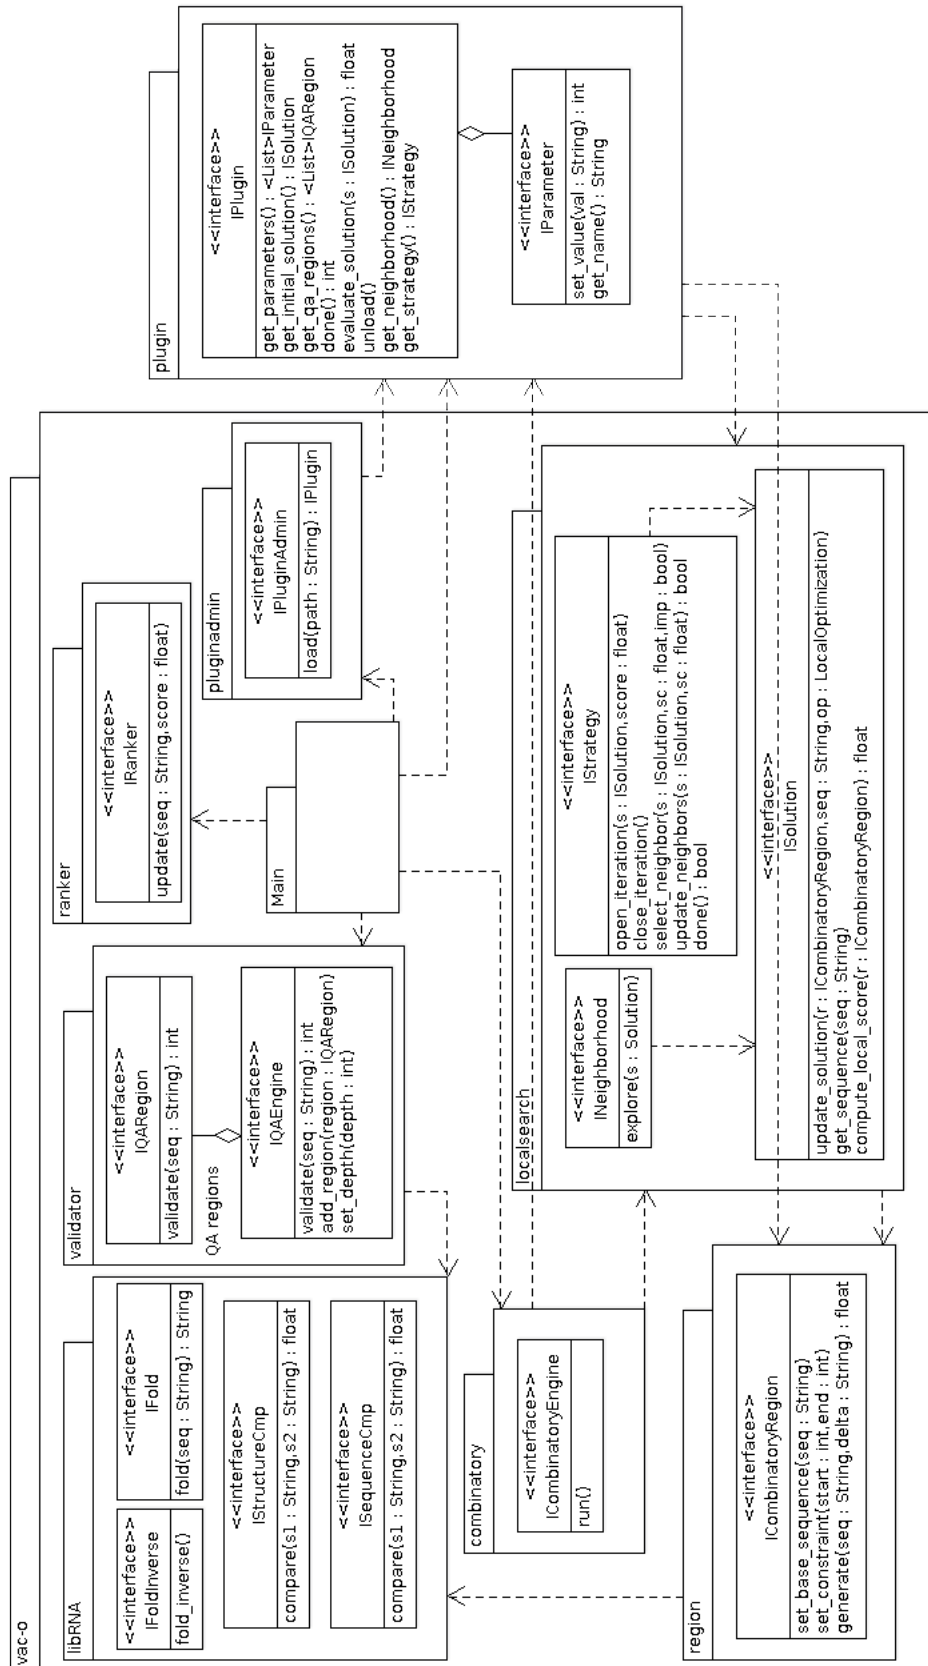 vac-o
libRNA
<<interface>>
IFoldInverse
fold_inverse()
<<interface>>
IFold
fold(seq : String) : String
<<interface>>
IStructureCmp
compare(s1 : String,s2 : String) : float
<<interface>>
ISequenceCmp
compare(s1 : String,s2 : String) : float
validator
<<interface>>
IQARegion
validate(seq : String) : int
QA regions
<<interface>>
IQAEngine
validate(seq : String) : int
add_region(region : IQARegion)
set_depth(depth : int)
ranker
<<interface>>
IRanker
update(seq : String,score : float)
Main
pluginadmin
<<interface>>
IPluginAdmin
load(path : String) : IPlugin
plugin
<<interface>>
IPlugin
get_parameters() : <List>IParameter
get_initial_solution() : ISolution
get_qa_regions() : <List>IQARegion
done() : int
evaluate_solution(s : ISolution) : float
unload()
get_neighborhood() : INeighborhood
get_strategy() : IStrategy
<<interface>>
IParameter
set_value(val : String) : int
get_name() : String
combinatory
<<interface>>
ICombinatoryEngine
run()
localsearch
<<interface>>
INeighborhood
explore(s : Solution)
<<interface>>
IStrategy
open_iteration(s : ISolution,score : float)
close_iteration()
select_neighbor(s : ISolution,sc : float,imp : bool)
update_neighbors(s : ISolution,sc : float) : bool
done() : bool
<<interface>>
ISolution
update_solution(r : ICombinatoryRegion,seq : String,op : LocalOptimization)
get_sequence(seq : String)
compute_local_score(r : ICombinatoryRegion) : float
region
<<interface>>
ICombinatoryRegion
set_base_sequence(seq : String)
set_constraint(start : int,end : int)
generate(seq : String,delta : String) : float